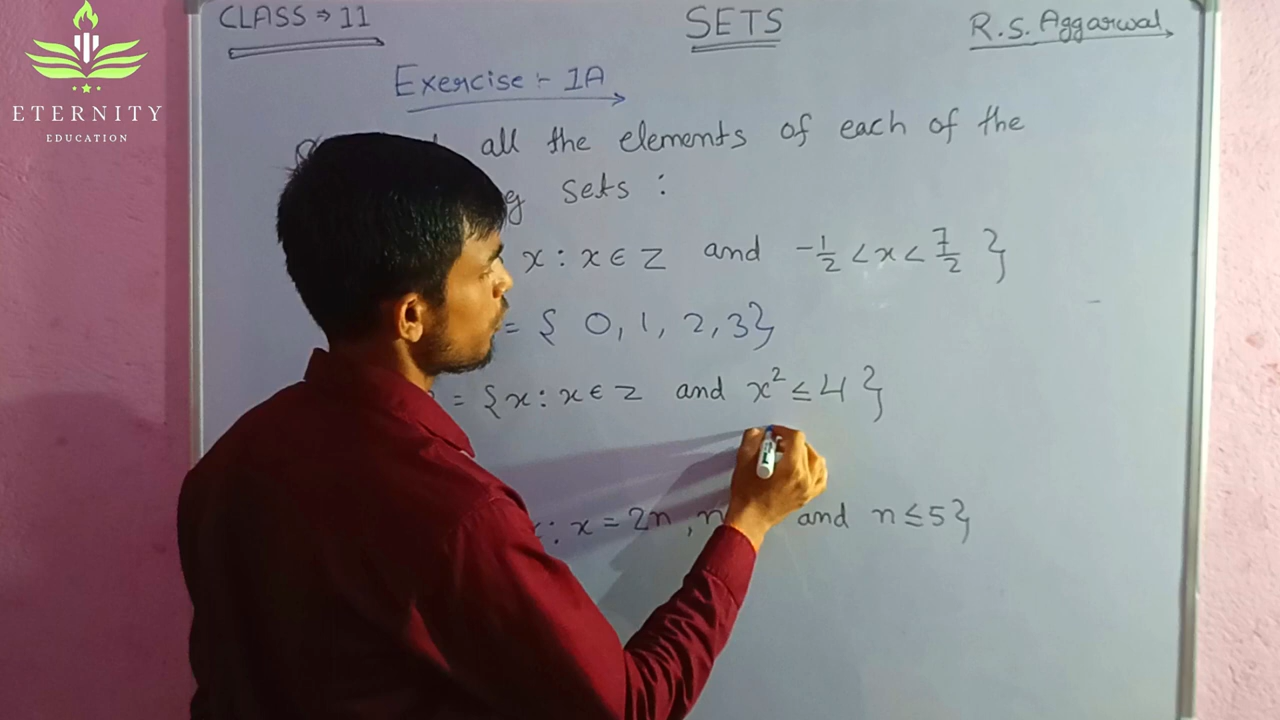 CLASS ⇒ 11
SETS
R.S. Aggarwal
ETERNITY
EDUCATION
Exercise :- 1A
all the elements of each of the
sets :
x : x ∈ Z and -1/2 < x < 7/2 }
= { 0, 1, 2, 3}
= {x : x ∈ Z and x² ≤ 4 }
: x = 2n , n and n ≤ 5}